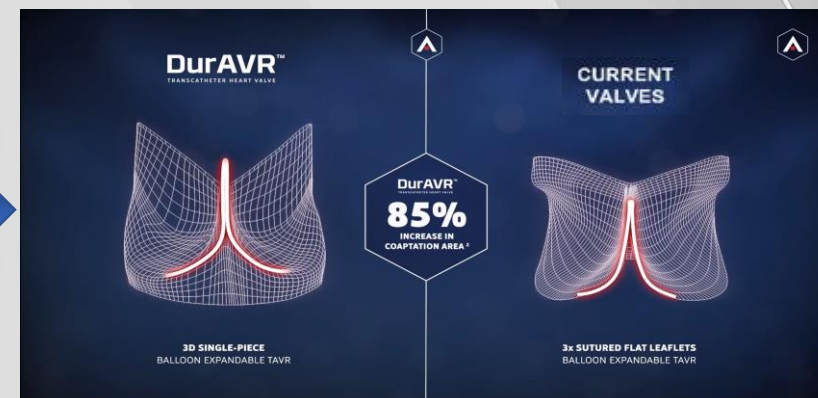 DurAVR™
TRANSCATHETER HEART VALVE
CURRENT
VALVES
DurAVR™
TRANSCATHETER HEART VALVE
85%
INCREASE IN
COAPTATION AREA ²
3D SINGLE-PIECE
BALLOON EXPANDABLE TAVR
3x SUTURED FLAT LEAFLETS
BALLOON EXPANDABLE TAVR